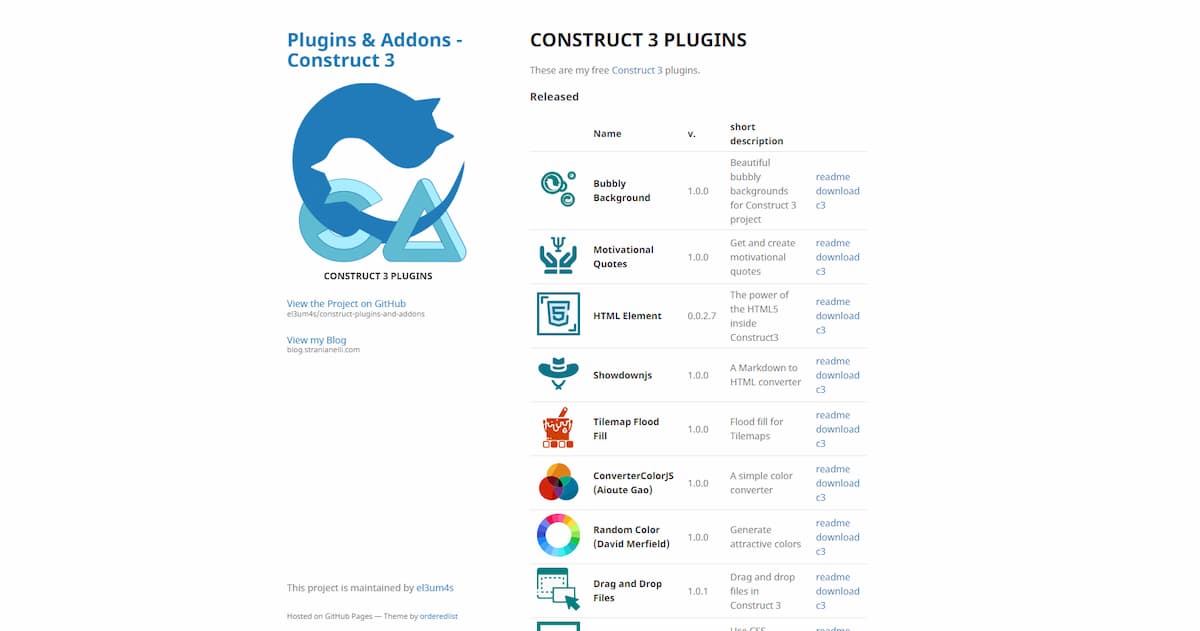 Plugins & Addons -
Construct 3
CONSTRUCT 3 PLUGINS
View the Project on GitHub
el3um4s/construct-plugins-and-addons
View my Blog
blog.stranianelli.com
This project is maintained by el3um4s
Hosted on GitHub Pages — Theme by orderedlist
CONSTRUCT 3 PLUGINS
These are my free Construct 3 plugins.
Released
Name
v.
short
description
Bubbly
Background
1.0.0
Beautiful
bubbly
backgrounds
for Construct 3
project
readme
download
c3
Motivational
Quotes
1.0.0
Get and create
motivational
quotes
readme
download
c3
HTML Element
0.0.2.7
The power of
the HTML5
inside
Construct3
readme
download
c3
Showdownjs
1.0.0
A Markdown to
HTML converter
readme
download
c3
Tilemap Flood
Fill
1.0.0
Flood fill for
Tilemaps
readme
download
c3
ConverterColorJS
(Aioute Gao)
1.0.0
A simple color
converter
readme
download
c3
Random Color
(David Merfield)
1.0.0
Generate
attractive colors
readme
download
c3
Drag and Drop
Files
1.0.1
Drag and drop
files in
Construct 3
readme
download
c3
Use CSS
readme